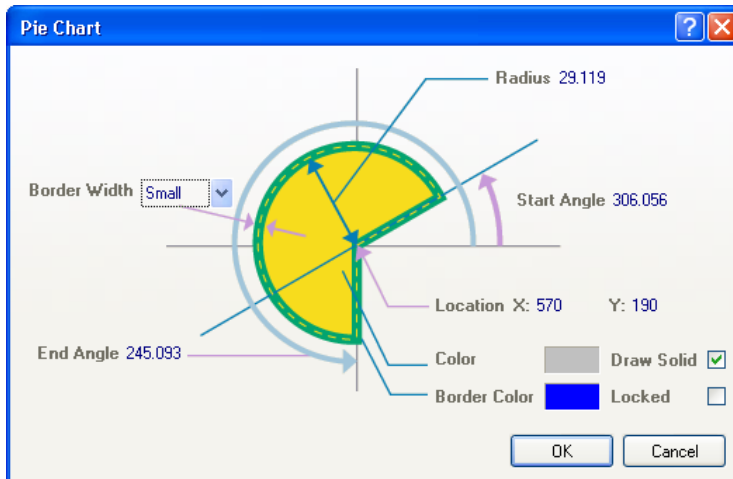 Pie Chart
Radius 29.119
Border Width Small
Start Angle 306.056
Location X: 570 Y: 190
End Angle 245.093
Color Draw Solid
Border Color Locked
OK Cancel